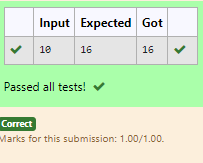 Input Expected Got
10 16 16
Passed all tests!
Correct
Marks for this submission: 1.00/1.00.